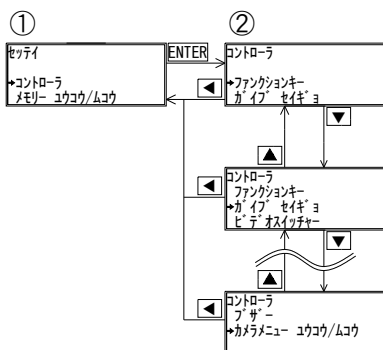 ①
②
セッテイ
→コントローラ
メモリー ユウコウ/ムコウ
ENTER
コントローラ
→ファンクションキー
ガイブ セイギョ
◀
▼
▲
コントローラ
ファンクションキー
→ガイブ セイギョ
ビデオスイッチャー
◀
▼
▲
コントローラ
ブザー
→カメラメニュー ユウコウ/ムコウ
◀